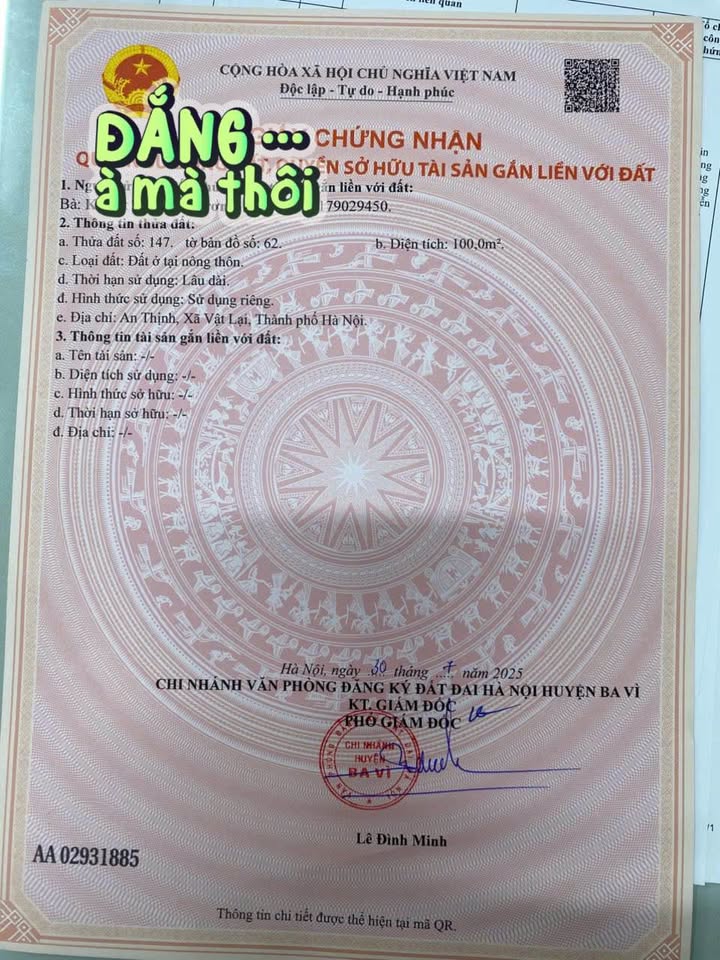 liên quan
CỘNG HÒA XÃ HỘI CHỦ NGHĨA VIỆT NAM
Độc lập - Tự do - Hạnh phúc
ĐẮNG ...
à mà thôi
CHỨNG NHẬN
QUYỀN SỞ HỮU TÀI SẢN GẮN LIỀN VỚI ĐẤT
1. gắn liền với đất:
Bà: 179029450.
2. Thông tin thửa đất:
a. Thửa đất số: 147. tờ bản đồ số: 62. b. Diện tích: 100,0m².
c. Loại đất: Đất ở tại nông thôn.
d. Thời hạn sử dụng: Lâu dài.
đ. Hình thức sử dụng: Sử dụng riêng.
e. Địa chỉ: An Thịnh, Xã Vật Lại, Thành phố Hà Nội.
3. Thông tin tài sản gắn liền với đất:
a. Tên tài sản: -/-
b. Diện tích sử dụng: -/-
c. Hình thức sở hữu: -/-
d. Thời hạn sở hữu: -/-
đ. Địa chỉ: -/-
Hà Nội, ngày 30 tháng 7 năm 2025
CHI NHÁNH VĂN PHÒNG ĐĂNG KÝ ĐẤT ĐAI HÀ NỘI HUYỆN BA VÌ
KT. GIÁM ĐỐC
PHÓ GIÁM ĐỐC
CHI NHÁNH
HUYỆN
BA VÌ
Lê Đình Minh
AA 02931885
Thông tin chi tiết được thể hiện tại mã QR.